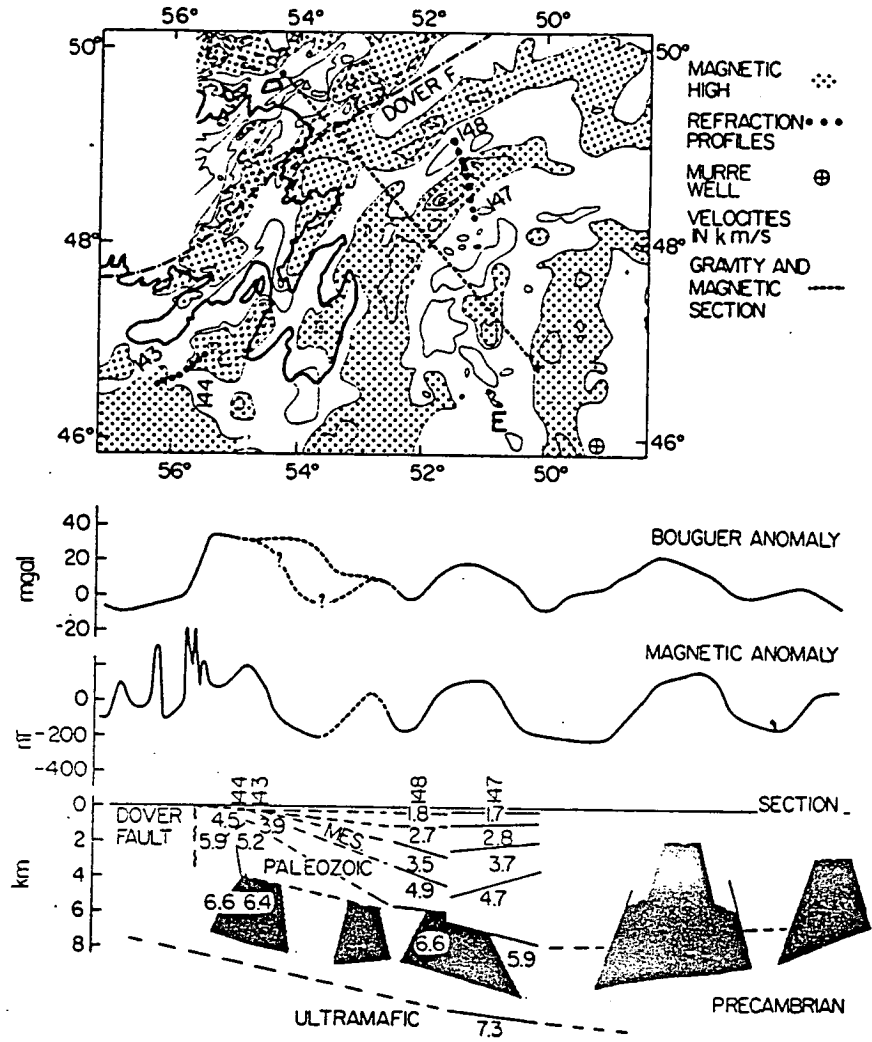 56° 54° 52° 50°
50° 50°
DOVER F.
148
147
48° 48°
143
144
E
46° 46°
56° 54° 52° 50°
MAGNETIC
HIGH
REFRACTION
PROFILES
MURRE
WELL
VELOCITIES
IN km/s
GRAVITY AND
MAGNETIC
SECTION
BOUGUER ANOMALY
40
20
0
-20
mgal
?
?
MAGNETIC ANOMALY
0
-200
-400
nT
144 143 148 147
SECTION
0
2
4
6
8
km
DOVER
FAULT
4.5 3.9
5.9 5.2
MES.
PALEOZOIC
1.8 1.7
2.7 2.8
3.5 3.7
4.9 4.7
6.6 6.4
6.6 5.9
PRECAMBRIAN
ULTRAMAFIC
7.3